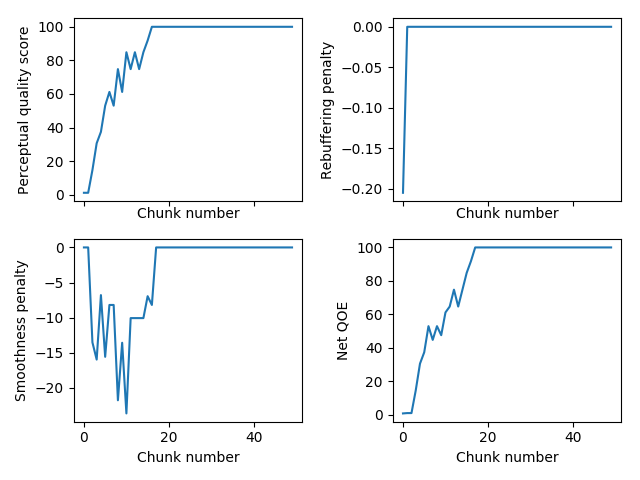 Perceptual quality score
100
80
60
40
20
0
Chunk number
Rebuffering penalty
0.00
−0.05
−0.10
−0.15
−0.20
Chunk number
Smoothness penalty
0
−5
−10
−15
−20
0 20 40
Chunk number
Net QOE
100
80
60
40
20
0
0 20 40
Chunk number